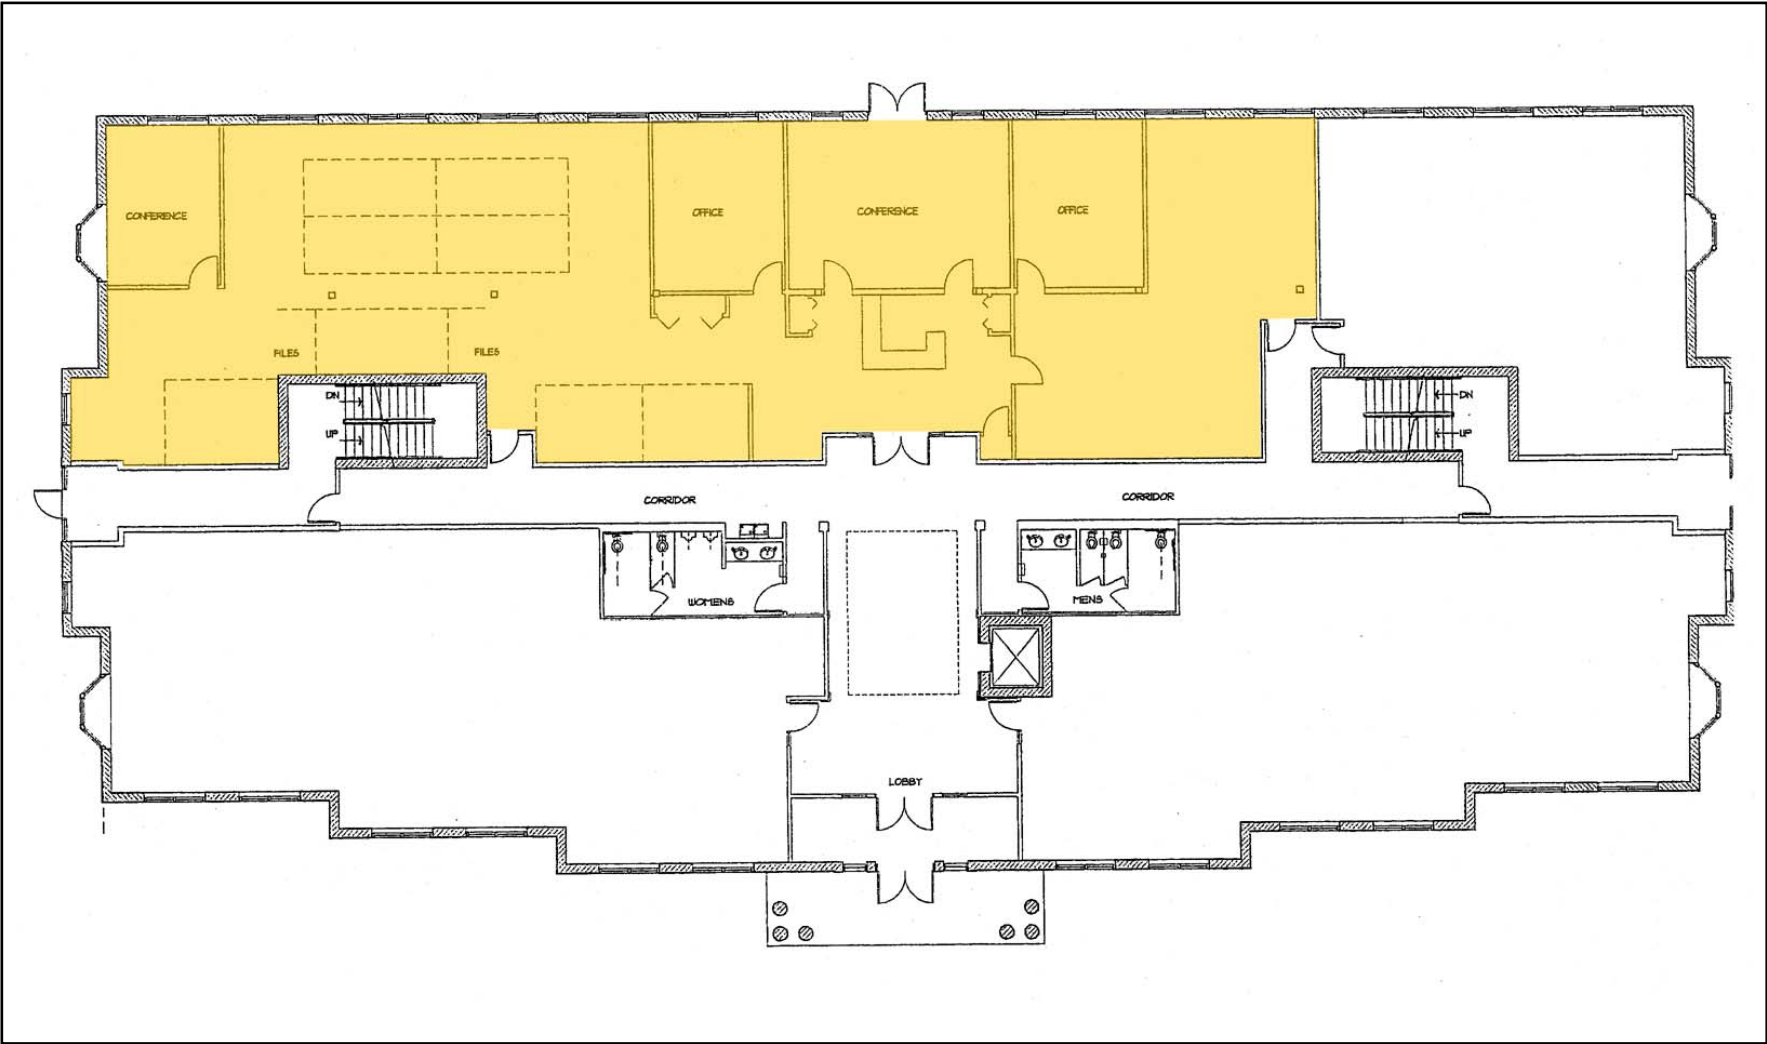 CONFERENCE
OFFICE
CONFERENCE
OFFICE
FILES
FILES
DN
UP
DN
UP
CORRIDOR
CORRIDOR
WOMENS
MENS
LOBBY